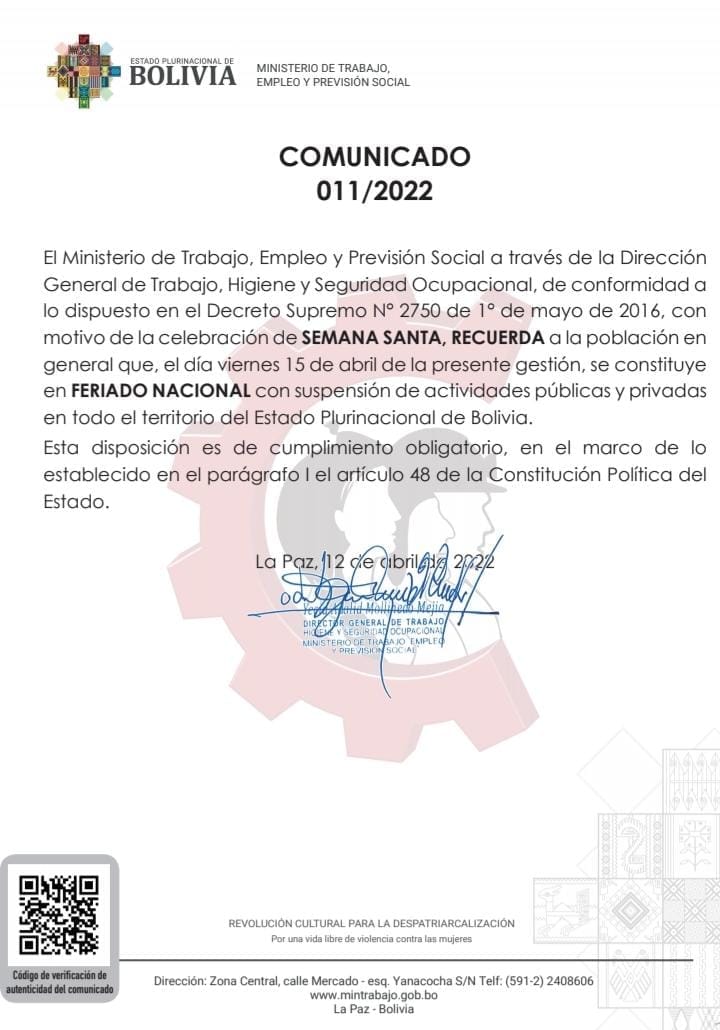 ESTADO PLURINACIONAL DE
BOLIVIA
MINISTERIO DE TRABAJO,
EMPLEO Y PREVISIÓN SOCIAL
COMUNICADO
011/2022
El Ministerio de Trabajo, Empleo y Previsión Social a través de la Dirección
General de Trabajo, Higiene y Seguridad Ocupacional, de conformidad a
lo dispuesto en el Decreto Supremo N° 2750 de 1° de mayo de 2016, con
motivo de la celebración de SEMANA SANTA, RECUERDA a la población en
general que, el día viernes 15 de abril de la presente gestión, se constituye
en FERIADO NACIONAL con suspensión de actividades públicas y privadas
en todo el territorio del Estado Plurinacional de Bolivia.
Esta disposición es de cumplimiento obligatorio, en el marco de lo
establecido en el parágrafo I el artículo 48 de la Constitución Política del
Estado.
La Paz, 12 de abril de 2022
Mollinedo Mejia
DIRECTOR GENERAL DE TRABAJO
HIGIENE Y SEGURIDAD OCUPACIONAL
MINISTERIO DE TRABAJO EMPLEO
Y PREVISIÓN SOCIAL
REVOLUCIÓN CULTURAL PARA LA DESPATRIARCALIZACIÓN
Por una vida libre de violencia contra las mujeres
Código de verificación de
autenticidad del comunicado
Dirección: Zona Central, calle Mercado - esq. Yanacocha S/N Telf: (591-2) 2408606
www.mintrabajo.gob.bo
La Paz - Bolivia